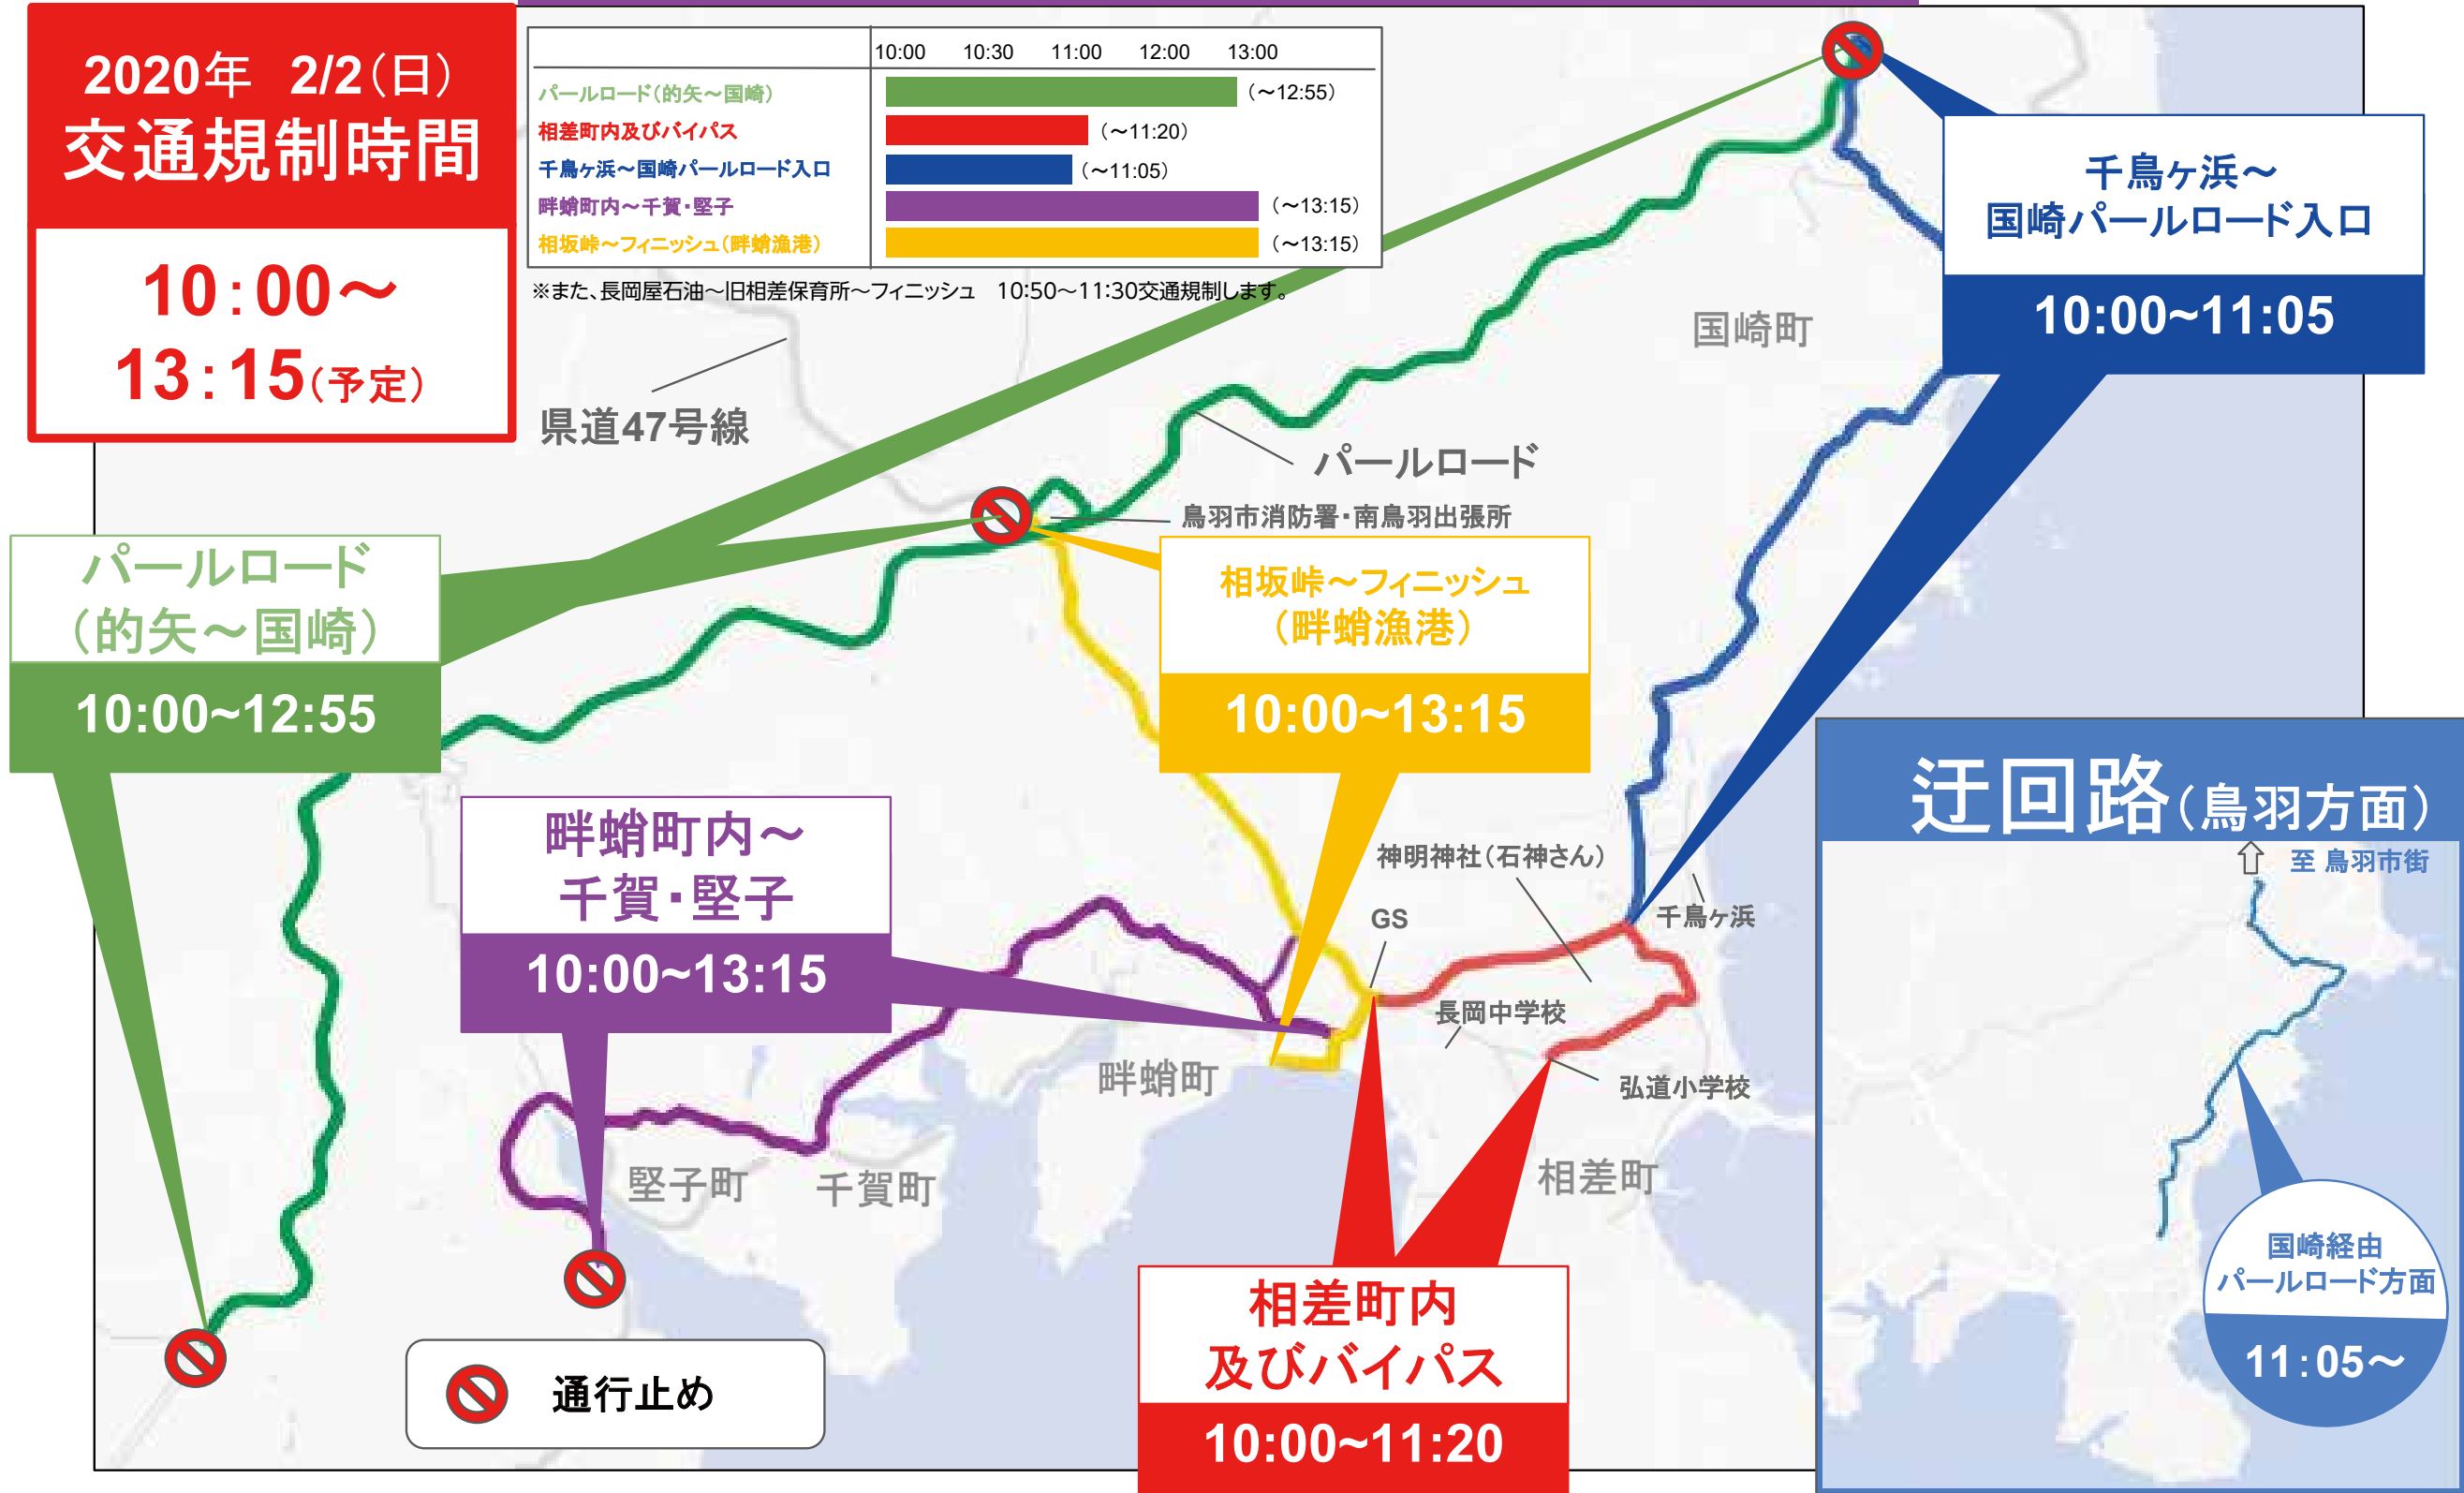 2020年 2/2(日)
交通規制時間
10:00～
13:15(予定)
10:00 10:30 11:00 12:00 13:00
パールロード(的矢～国崎) (～12:55)
相差町内及びバイパス (～11:20)
千鳥ヶ浜～国崎パールロード入口 (～11:05)
畔蛸町内～千賀・堅子 (～13:15)
相坂峠～フィニッシュ(畔蛸漁港) (～13:15)
※また、長岡屋石油～旧相差保育所～フィニッシュ 10:50～11:30交通規制します。
千鳥ヶ浜～
国崎パールロード入口
10:00~11:05
国崎町
県道47号線
パールロード
鳥羽市消防署・南鳥羽出張所
パールロード
(的矢～国崎)
10:00~12:55
相坂峠～フィニッシュ
(畔蛸漁港)
10:00~13:15
畔蛸町内～
千賀・堅子
10:00~13:15
神明神社(石神さん)
GS
千鳥ヶ浜
長岡中学校
畔蛸町
弘道小学校
堅子町
千賀町
相差町
相差町内
及びバイパス
10:00~11:20
通行止め
迂回路(鳥羽方面)
至 鳥羽市街
国崎経由
パールロード方面
11:05～